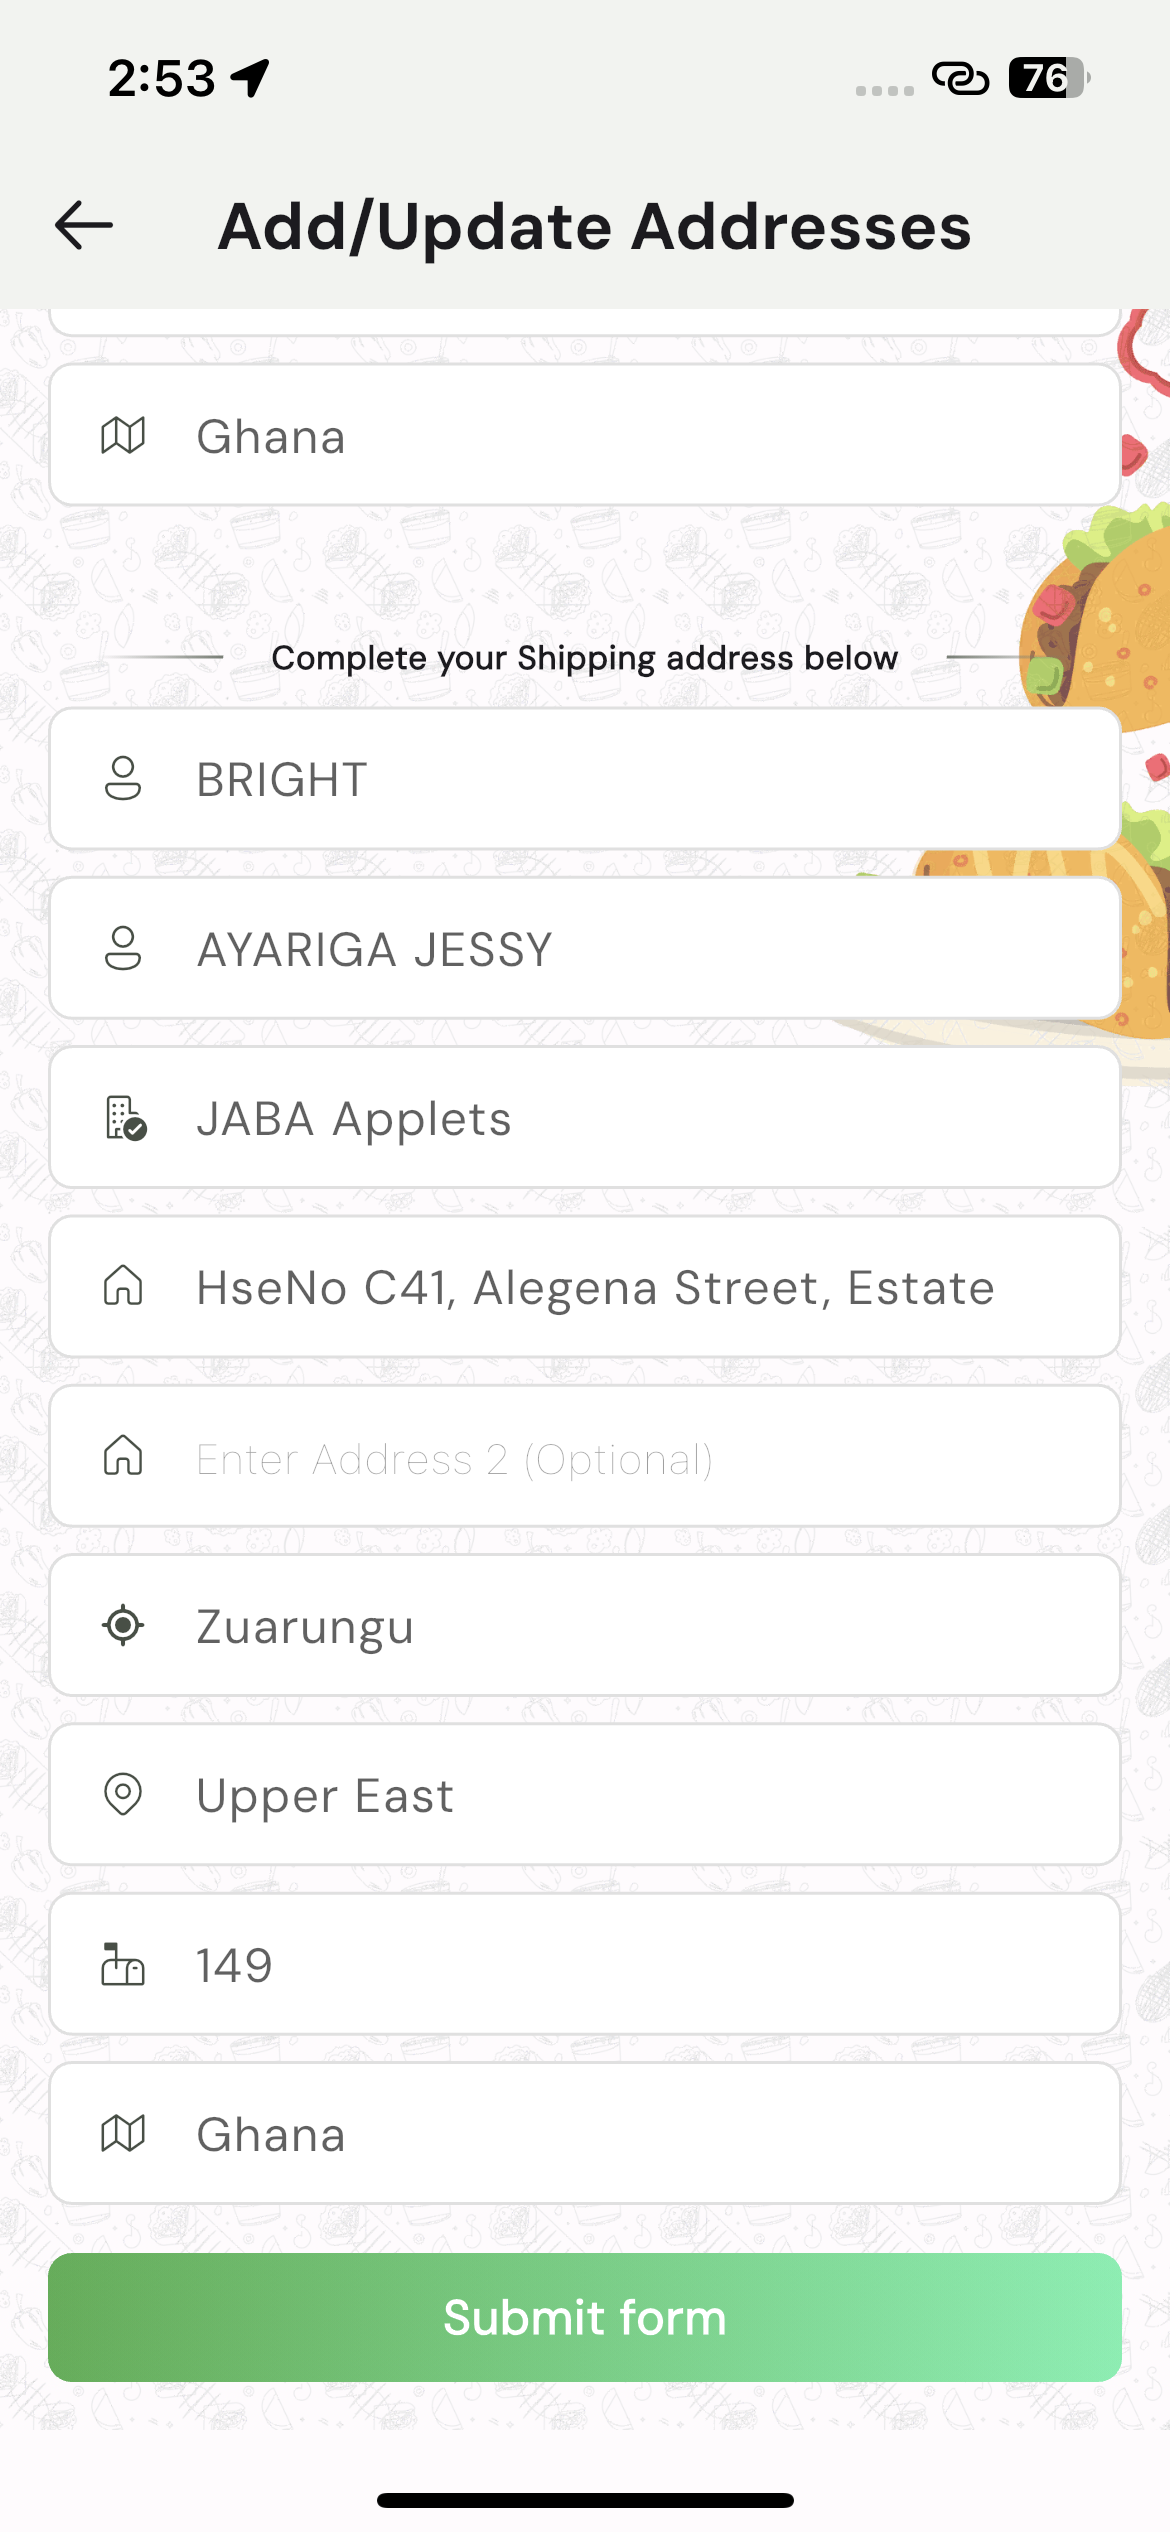 2:53
76
Add/Update Addresses
Ghana
Complete your Shipping address below
BRIGHT
AYARIGA JESSY
JABA Applets
HseNo C41, Alegena Street, Estate
Enter Address 2 (Optional)
Zuarungu
Upper East
149
Ghana
Submit form